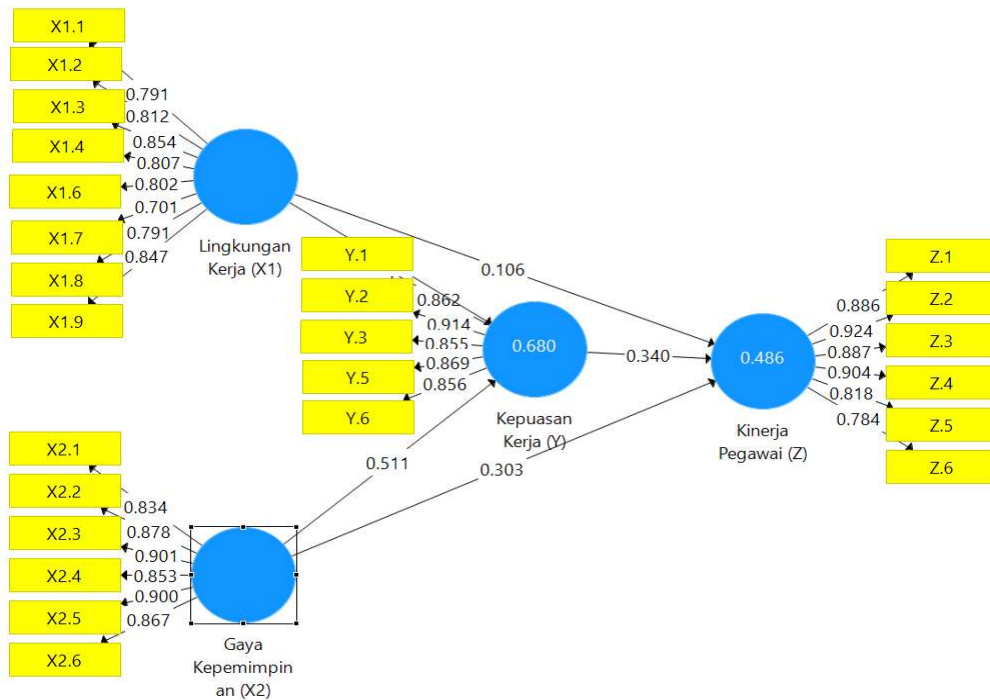 X1.1
X1.2
X1.3
X1.4
X1.6
X1.7
X1.8
X1.9
0.791
0.812
0.854
0.807
0.802
0.701
0.791
0.847
Lingkungan
Kerja (X1)
0.106
Y.1
Y.2
Y.3
Y.5
Y.6
0.862
0.914
0.855
0.869
0.856
0.680
Kepuasan
Kerja (Y)
0.340
0.486
Kinerja
Pegawai (Z)
0.886
0.924
0.887
0.904
0.818
0.784
Z.1
Z.2
Z.3
Z.4
Z.5
Z.6
0.511
0.303
X2.1
X2.2
X2.3
X2.4
X2.5
X2.6
0.834
0.878
0.901
0.853
0.900
0.867
Gaya
Kepemimpin
an (X2)